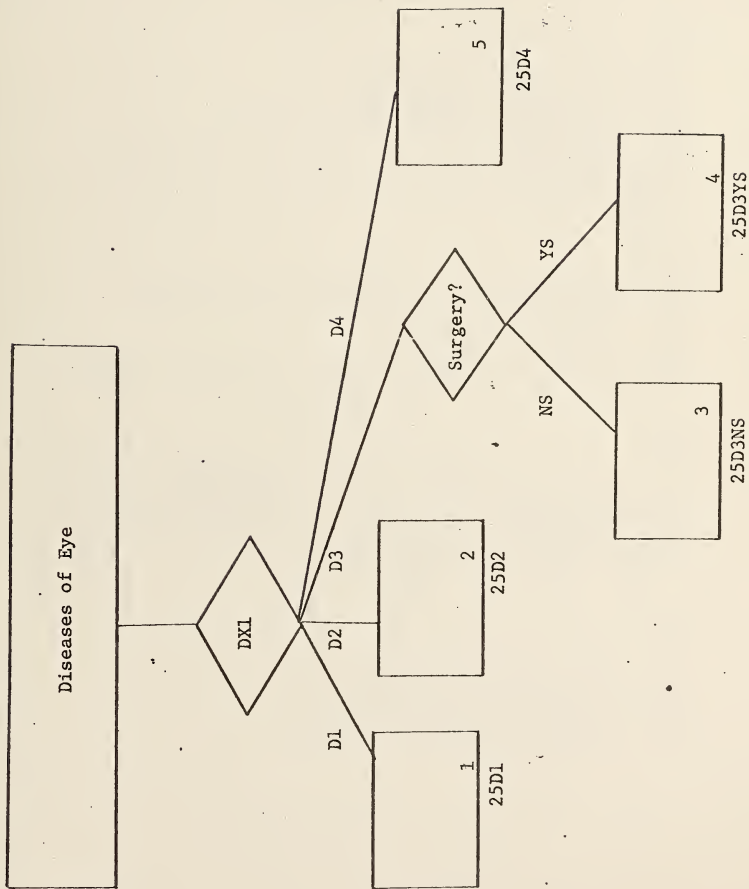 Diseases of Eye
DX1
D1
D2
D3
D4
1
25D1
2
25D2
Surgery?
5
25D4
NS
YS
3
25D3NS
4
25D3YS